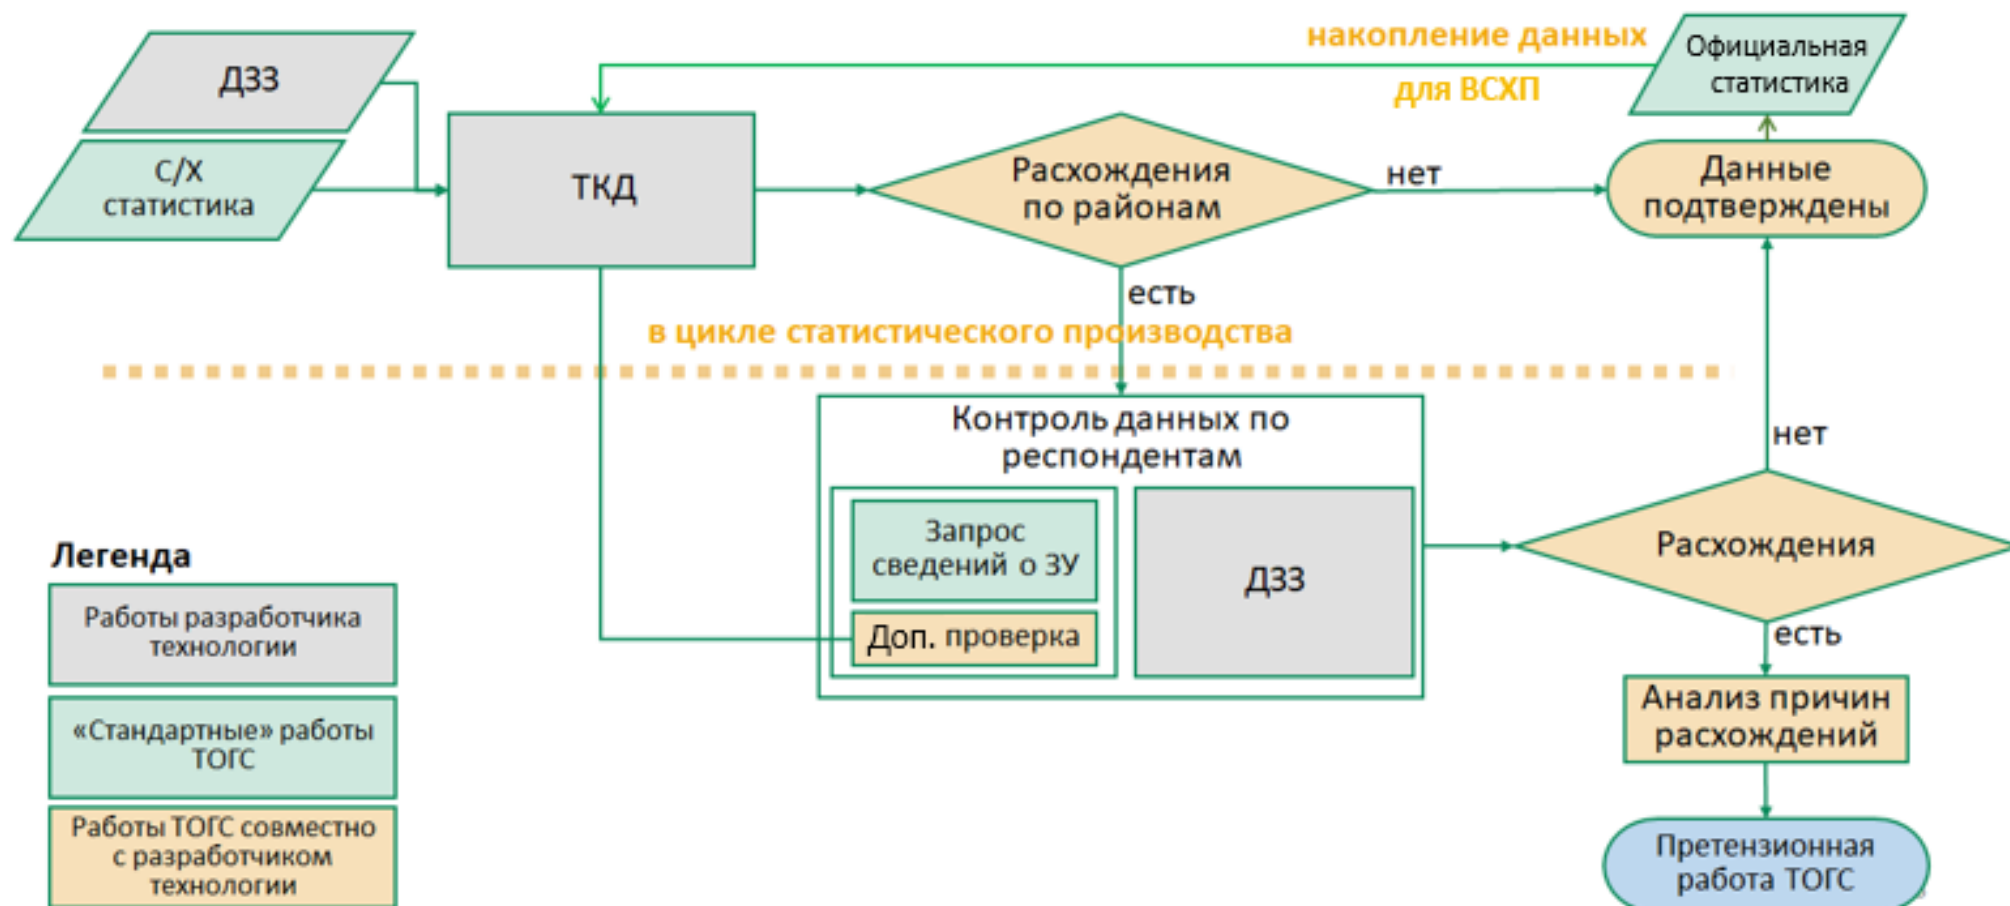 накопление данных
для ВСХП
Официальная
статистика
ДЗЗ
С/Х
статистика
ТКД
Расхождения
по районам
нет
Данные
подтверждены
есть
в цикле статистического производства
Контроль данных по
респондентам
Запрос
сведений о ЗУ
Доп. проверка
ДЗЗ
нет
Расхождения
есть
Анализ причин
расхождений
Претензионная
работа ТОГС
Легенда
Работы разработчика
технологии
«Стандартные» работы
ТОГС
Работы ТОГС совместно
с разработчиком
технологии